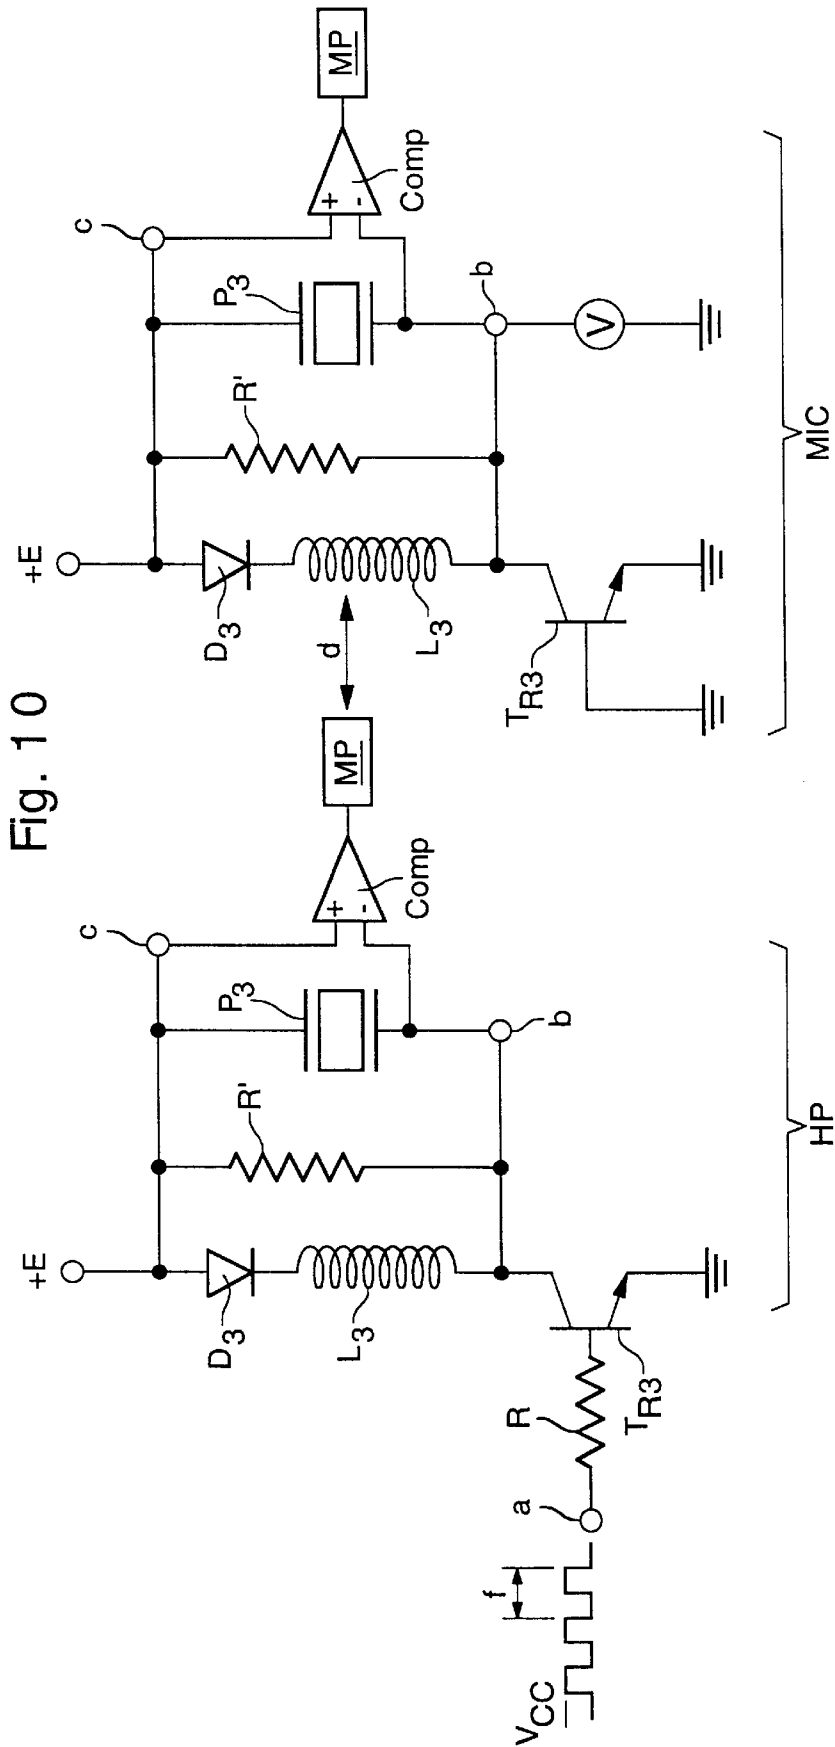 Fig. 10
+E
D3
L3
R'
P3
c
+
-
Comp
MP
b
a
R
TR3
VCC
f
HP
d
+E
D3
L3
R'
P3
c
+
-
Comp
MP
b
V
TR3
MIC